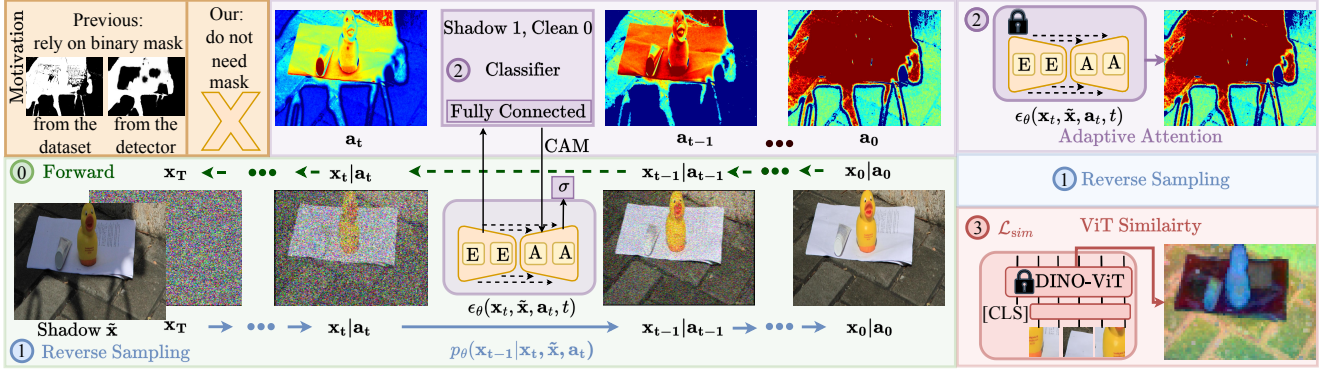 Motivation
Previous:
rely on binary mask
from the
dataset
from the
detector
Our:
do not
need
mask
X
a_t
Shadow 1, Clean 0
2 Classifier
Fully Connected
CAM
a_{t-1}
a_0
2
E E A A
ϵ_θ(x_t, x̃, a_t, t)
Adaptive Attention
0 Forward
x_T
x_t|a_t
x_{t-1}|a_{t-1}
x_0|a_0
σ
E E A A
ϵ_θ(x_t, x̃, a_t, t)
Shadow x̃
x_T
x_t|a_t
x_{t-1}|a_{t-1}
x_0|a_0
1 Reverse Sampling
p_θ(x_{t-1}|x_t, x̃, a_t)
1 Reverse Sampling
3 ℒ_{sim} ViT Similairty
DINO-ViT
[CLS]